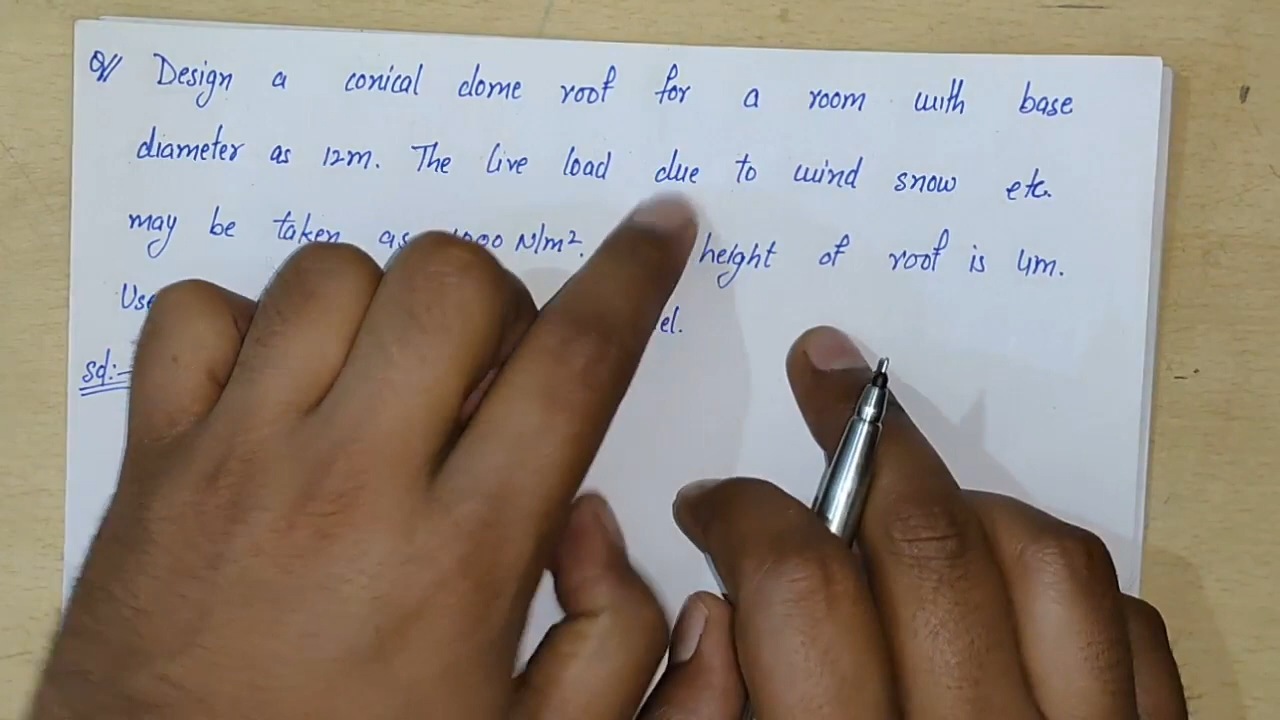 Q// Design a conical dome roof for a room with base
diameter as 12m. The live load due to wind snow etc.
may be taken as N/m². height of roof is 4m.
Use
Sol:-